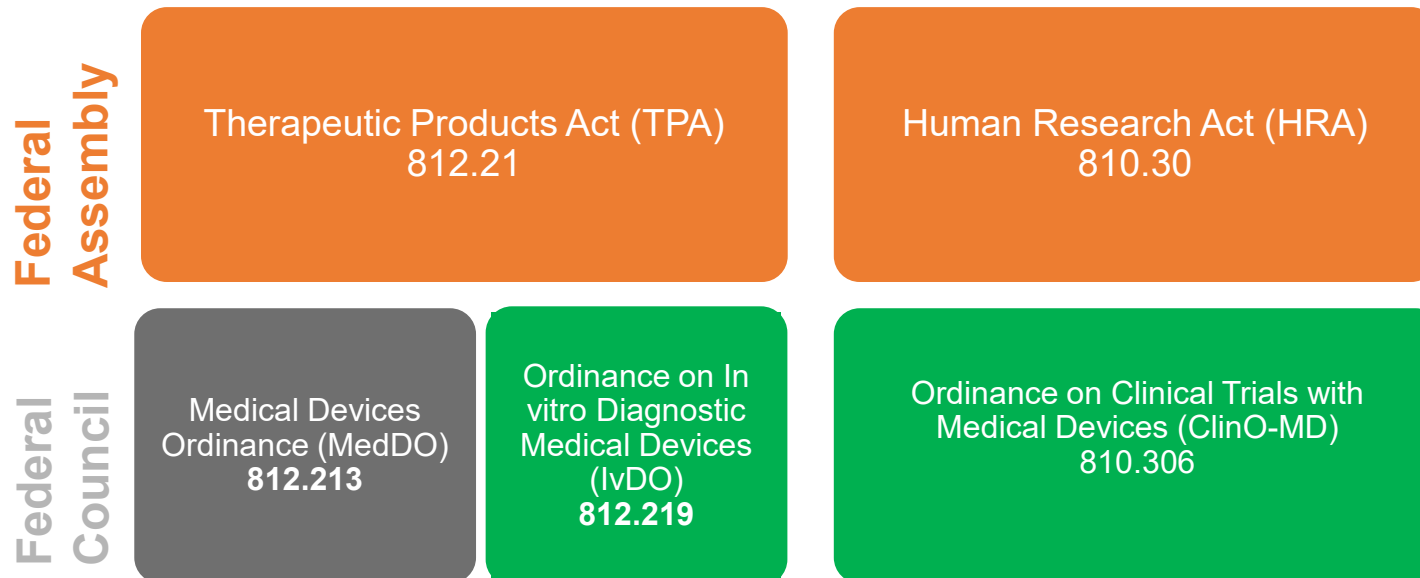 Federal
Assembly
Therapeutic Products Act (TPA)
812.21
Human Research Act (HRA)
810.30
Federal
Council
Medical Devices
Ordinance (MedDO)
812.213
Ordinance on In
vitro Diagnostic
Medical Devices
(IvDO)
812.219
Ordinance on Clinical Trials with
Medical Devices (ClinO-MD)
810.306